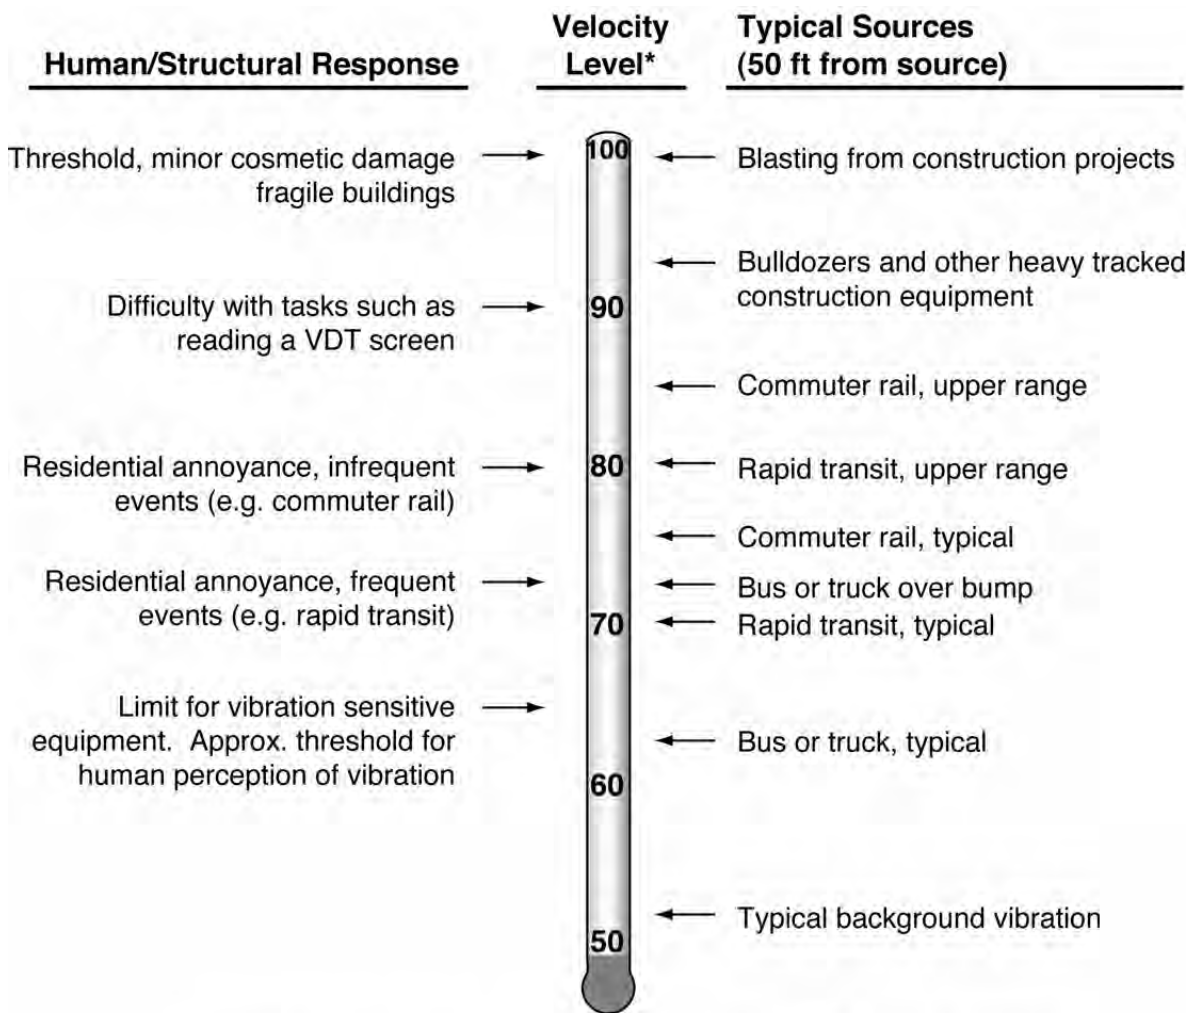 Human/Structural Response
Velocity
Level*
Typical Sources
(50 ft from source)
Threshold, minor cosmetic damage
fragile buildings
100
Blasting from construction projects
Bulldozers and other heavy tracked
construction equipment
Difficulty with tasks such as
reading a VDT screen
90
Commuter rail, upper range
Residential annoyance, infrequent
events (e.g. commuter rail)
80
Rapid transit, upper range
Commuter rail, typical
Residential annoyance, frequent
events (e.g. rapid transit)
Bus or truck over bump
70
Rapid transit, typical
Limit for vibration sensitive
equipment. Approx. threshold for
human perception of vibration
Bus or truck, typical
60
Typical background vibration
50